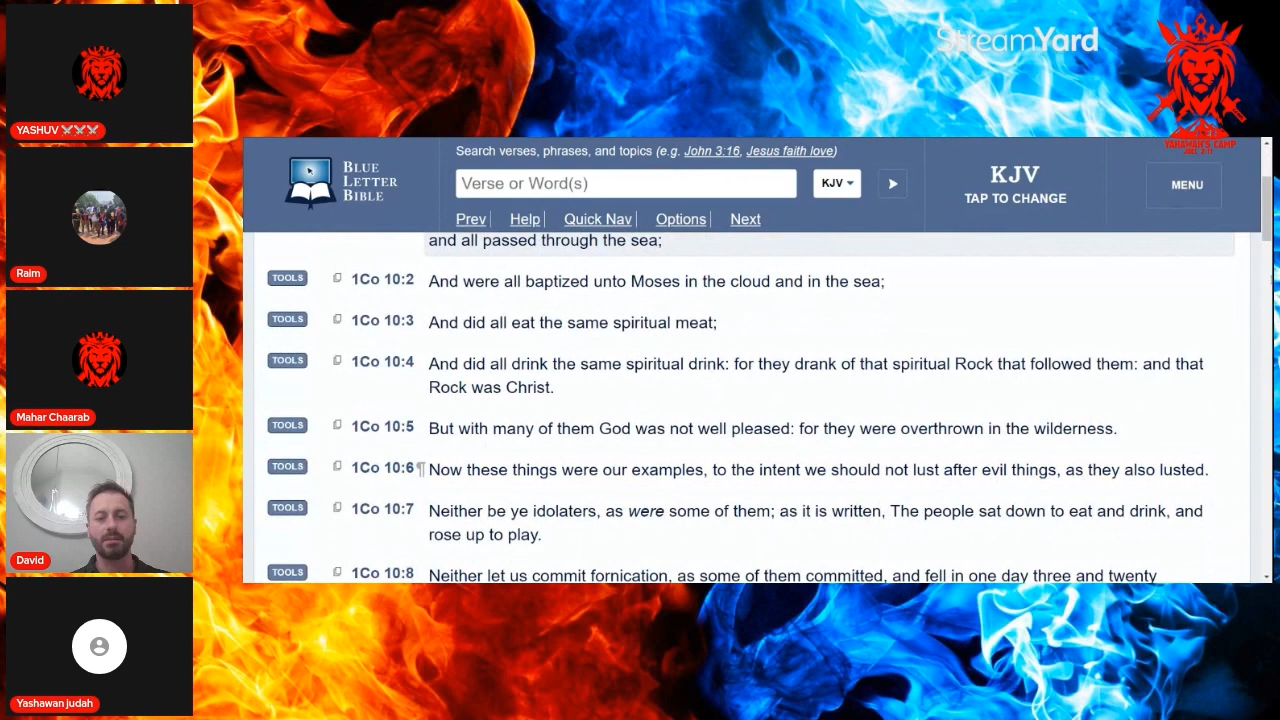 YASHUV ⚔⚔⚔
Raim
Mahar Chaarab
David
Yashawan judah
StreamYard
YAHAWAH'S CAMP
BLUE
LETTER
BIBLE
Search verses, phrases, and topics (e.g. John 3:16, Jesus faith love)
Verse or Word(s)
KJV
Prev| Help| Quick Nav| Options| Next
KJV
TAP TO CHANGE
MENU
and all passed through the sea;
TOOLS 1Co 10:2 And were all baptized unto Moses in the cloud and in the sea;
TOOLS 1Co 10:3 And did all eat the same spiritual meat;
TOOLS 1Co 10:4 And did all drink the same spiritual drink: for they drank of that spiritual Rock that followed them: and that
Rock was Christ.
TOOLS 1Co 10:5 But with many of them God was not well pleased: for they were overthrown in the wilderness.
TOOLS 1Co 10:6 ¶ Now these things were our examples, to the intent we should not lust after evil things, as they also lusted.
TOOLS 1Co 10:7 Neither be ye idolaters, as were some of them; as it is written, The people sat down to eat and drink, and
rose up to play.
TOOLS 1Co 10:8 Neither let us commit fornication, as some of them committed, and fell in one day three and twenty